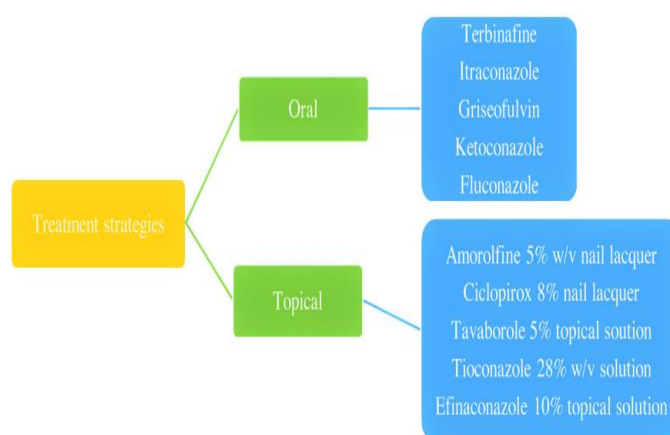 Treatment strategies
Oral
Terbinafine
Itraconazole
Griseofulvin
Ketoconazole
Fluconazole
Topical
Amorolfine 5% w/v nail lacquer
Ciclopirox 8% nail lacquer
Tavaborole 5% topical soution
Tioconazole 28% w/v solution
Efinaconazole 10% topical solution